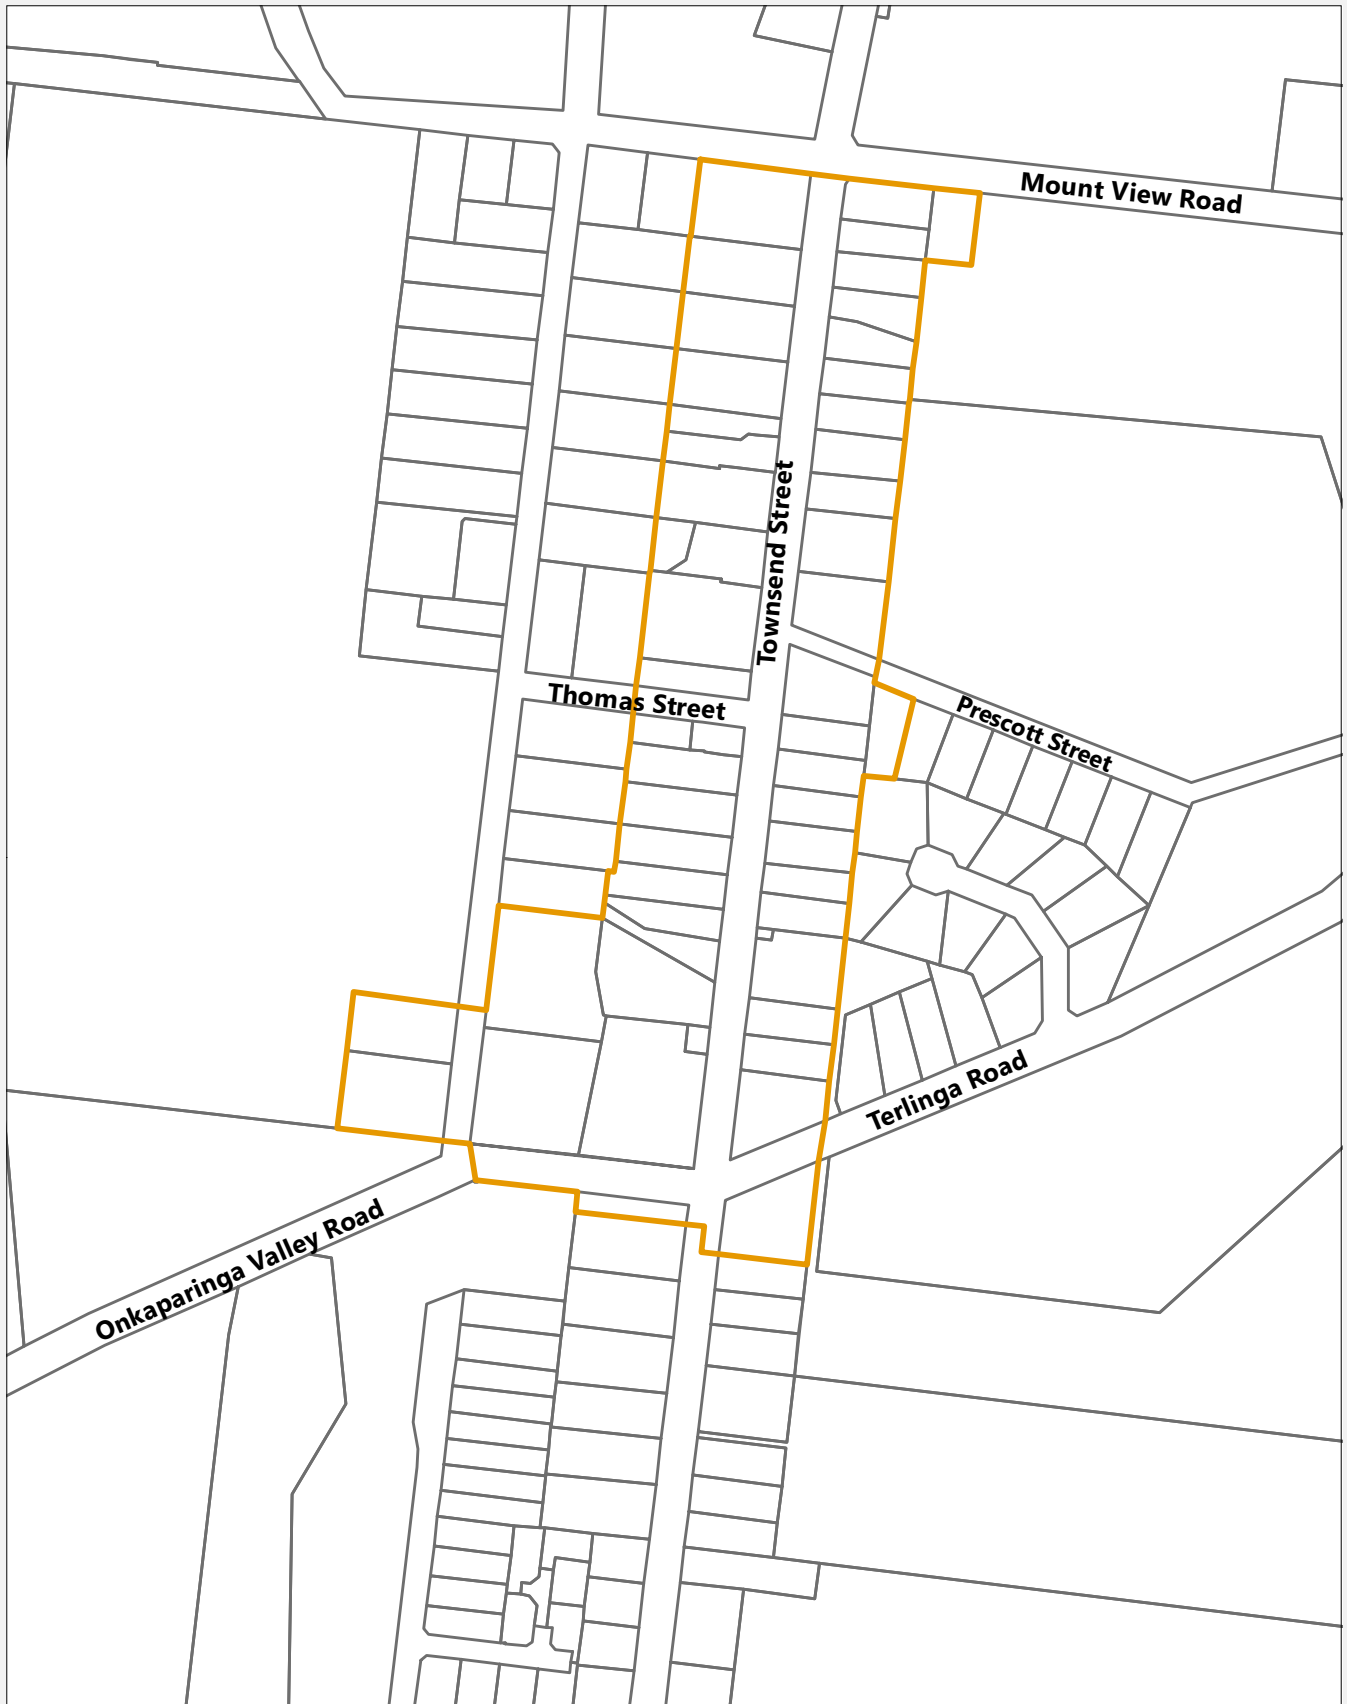 Mount View Road
Townsend Street
Thomas Street
Prescott Street
Terlinga Road
Onkaparinga Valley Road